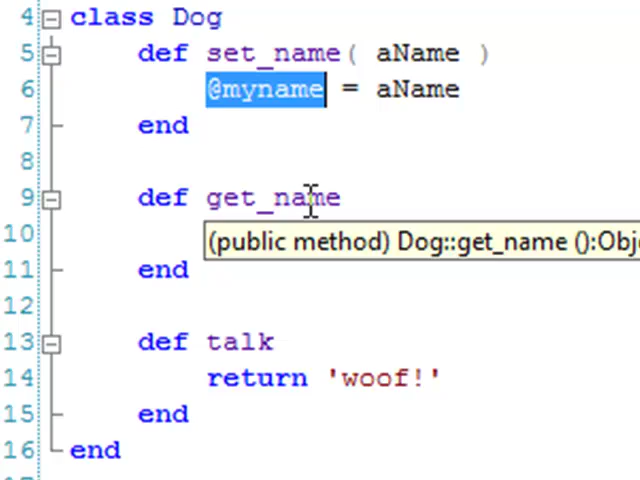 4 class Dog
5 def set_name( aName )
6 @myname = aName
7 end
8
9 def get_name
10 (public method) Dog::get_name ():Obj
11 end
12
13 def talk
14 return 'woof!'
15 end
16 end